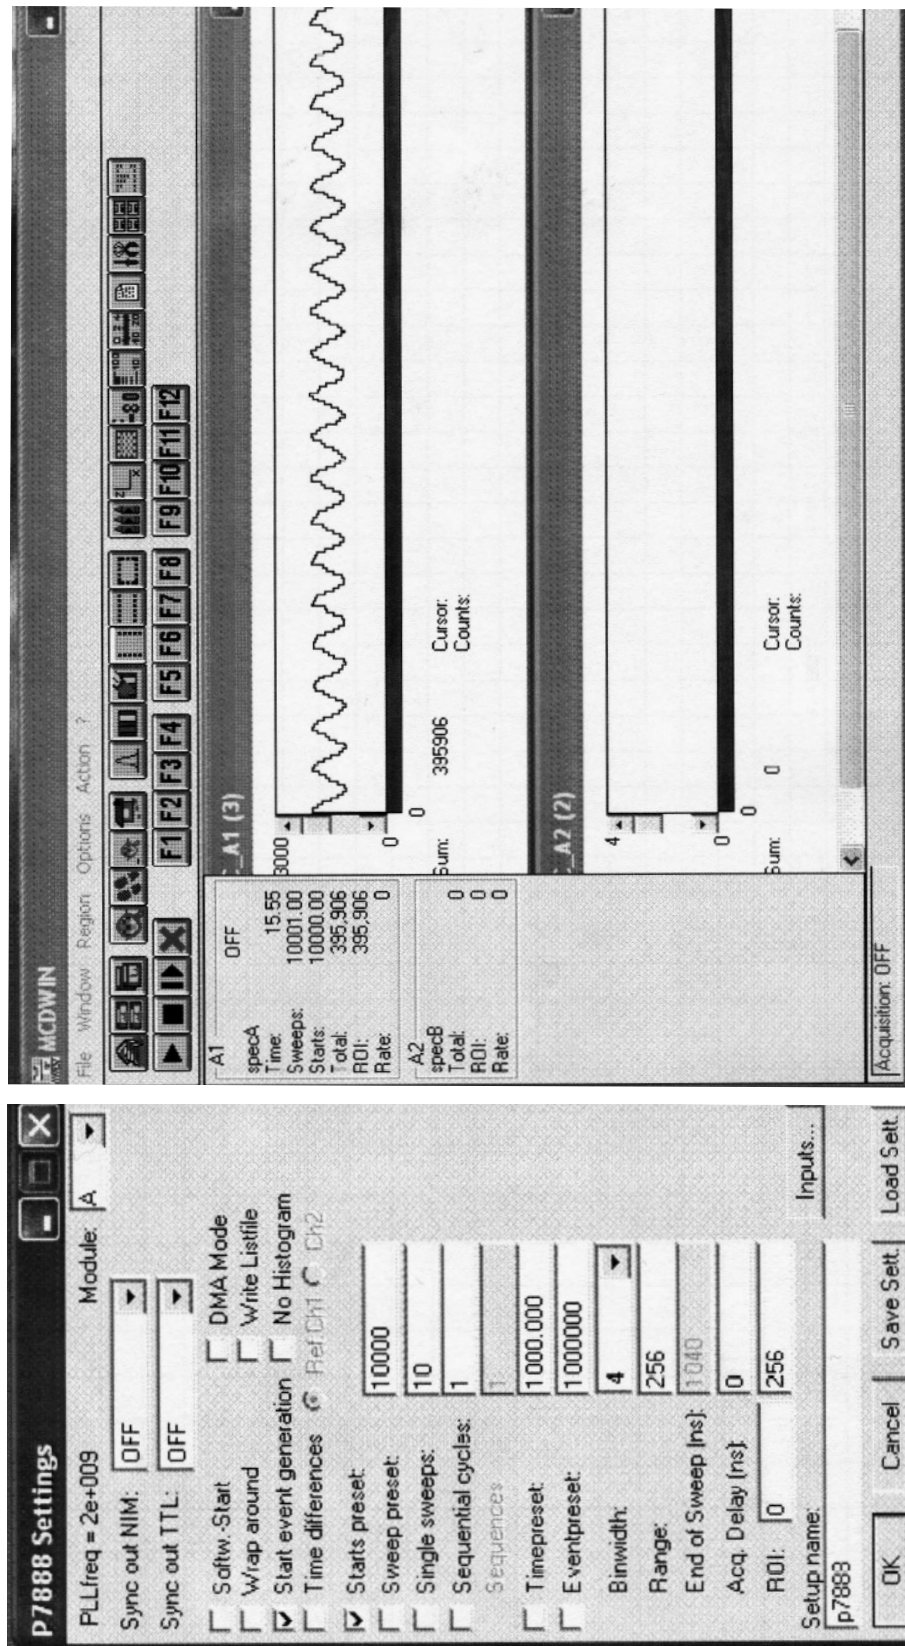 MCDWIN
File Window Region Options Action ?
F1 F2 F3 F4 F5 F6 F7 F8 F9 F10 F11 F12
A1
OFF
specA
Time: 15.55
Sweeps: 10001.00
Starts: 10000.00
Total: 395,906
ROI: 395,906
Rate: 0
A2
specB
Total: 0
ROI: 0
Rate: 0
_A1 (3)
3000
0
0
Sum: 395906
Cursor:
Counts:
_A2 (2)
4
0
0
Sum: 0
Cursor:
Counts:
Acquisition: OFF
P7888 Settings
PLLfreq = 2e+009 Module: A
Sync out NIM: OFF
Sync out TTL: OFF
Softw.-Start DMA Mode
Wrap around Write Listfile
Start event generation No Histogram
Time differences Ref.Ch1 Ch2
Starts preset: 10000
Sweep preset:
Single sweeps: 10
Sequential cycles: 1
Sequences 1
Timepreset: 1000.000
Eventpreset: 1000000
Binwidth: 4
Range: 256
End of Sweep [ns]: 1040
Acq. Delay [ns]: 0
ROI: 0 256
Inputs...
Setup name:
p7888
OK Cancel Save Sett. Load Sett.